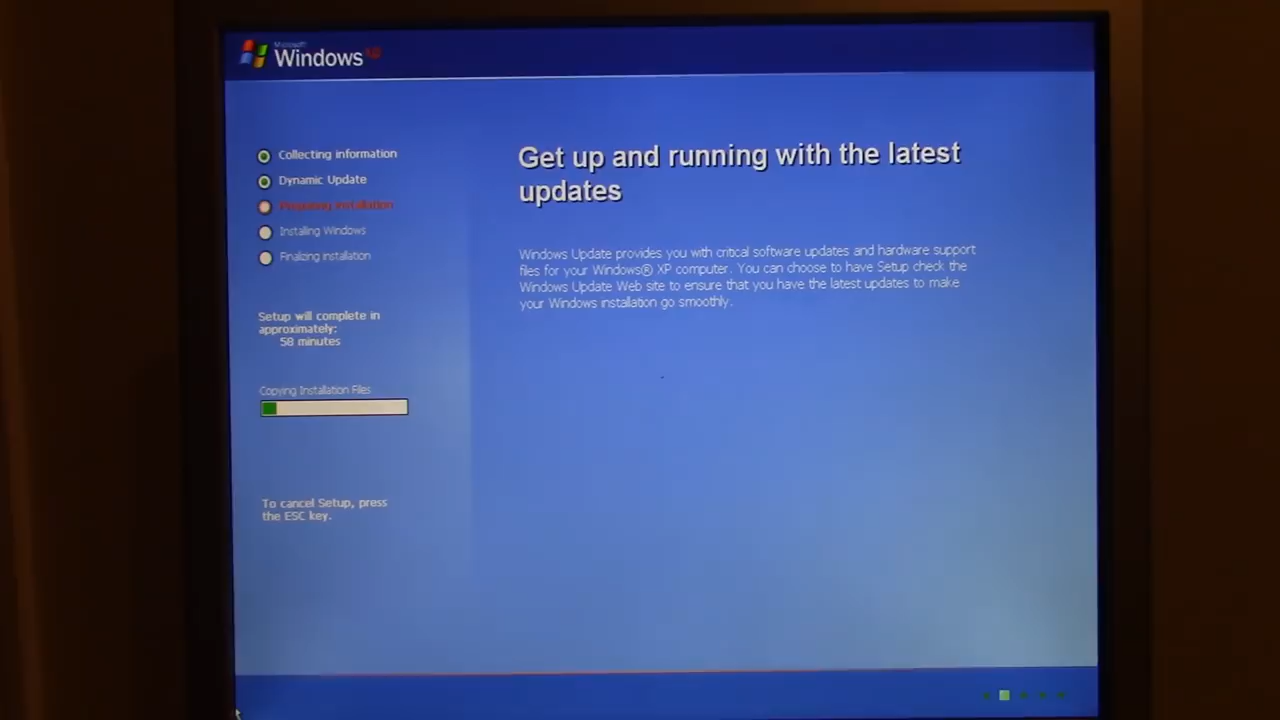 Microsoft
Windows xp
Collecting information
Dynamic Update
Preparing installation
Installing Windows
Finalizing installation
Setup will complete in
approximately:
58 minutes
Copying Installation Files
To cancel Setup, press
the ESC key.
Get up and running with the latest
updates
Windows Update provides you with critical software updates and hardware support
files for your Windows® XP computer. You can choose to have Setup check the
Windows Update Web site to ensure that you have the latest updates to make
your Windows installation go smoothly.